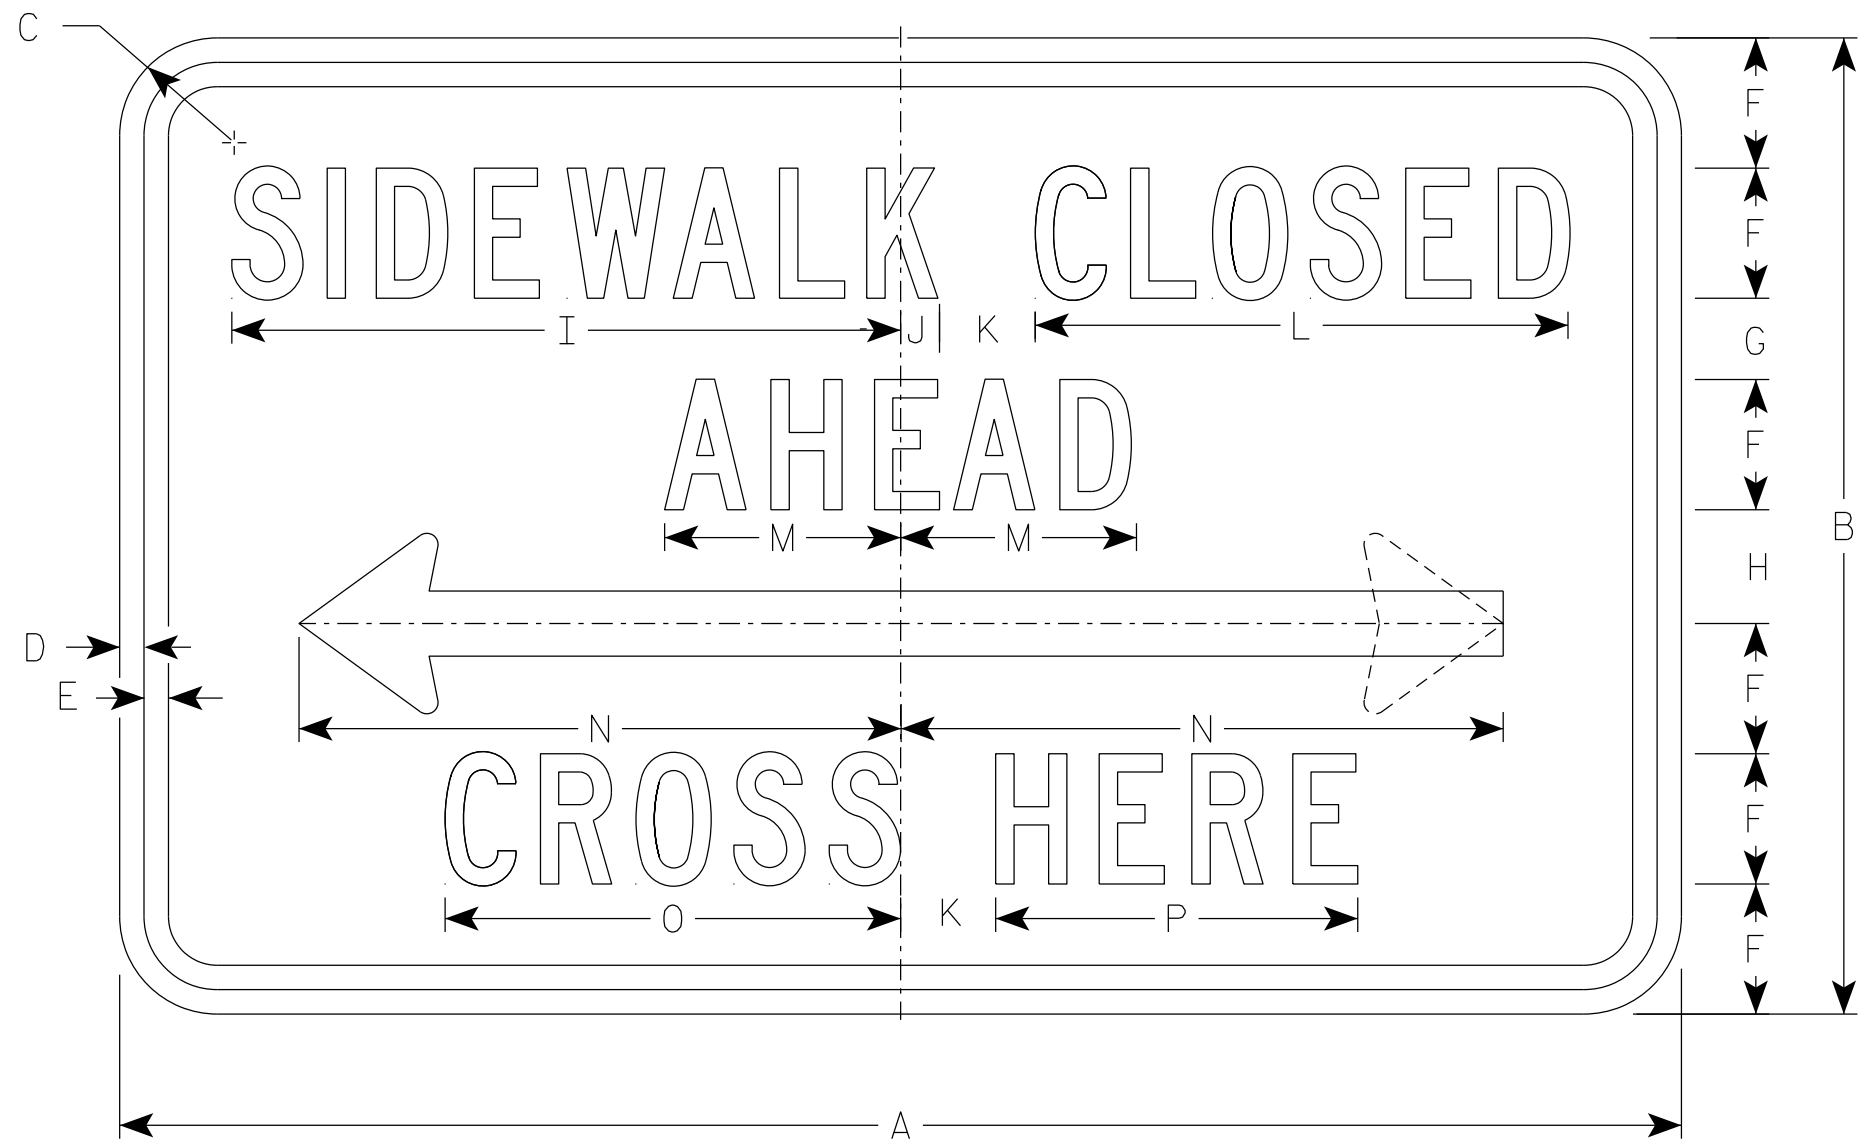 C
F
SIDEWALK CLOSED
F
I J K L
G
AHEAD
F
B
M M
H
D
E
F
N N
CROSS HERE
F
O K P
F
A